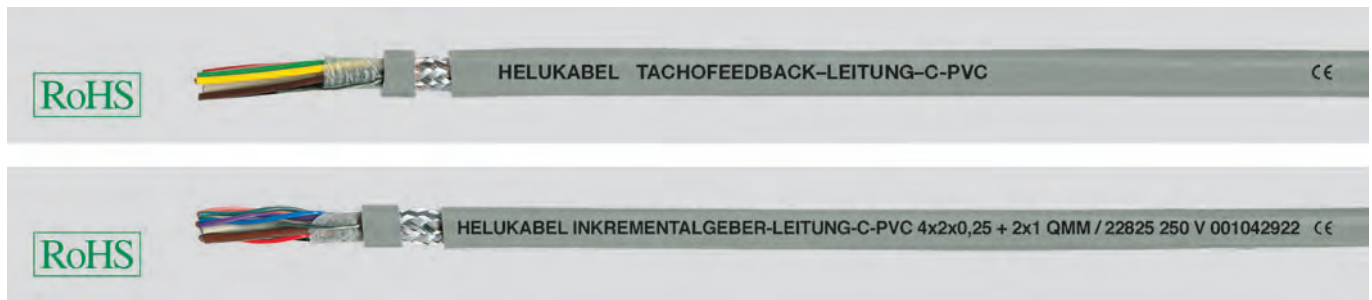 RoHS
HELUKABEL TACHOFEEDBACK–LEITUNG–C-PVC CE
RoHS
HELUKABEL INKREMENTALGEBER-LEITUNG-C-PVC 4x2x0,25 + 2x1 QMM / 22825 250 V 001042922 CE